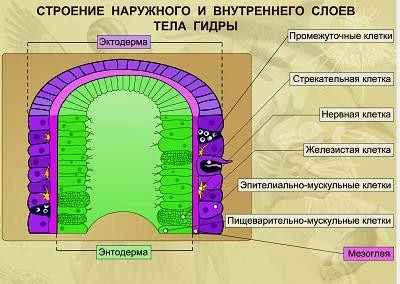 СТРОЕНИЕ НАРУЖНОГО И ВНУТРЕННЕГО СЛОЕВ
ТЕЛА ГИДРЫ
Эктодерма
Промежуточные клетки
Стрекательная клетка
Нервная клетка
Железистая клетка
Эпителиально-мускульные клетки
Пищеварительно-мускульные клетки
Мезоглея
Энтодерма